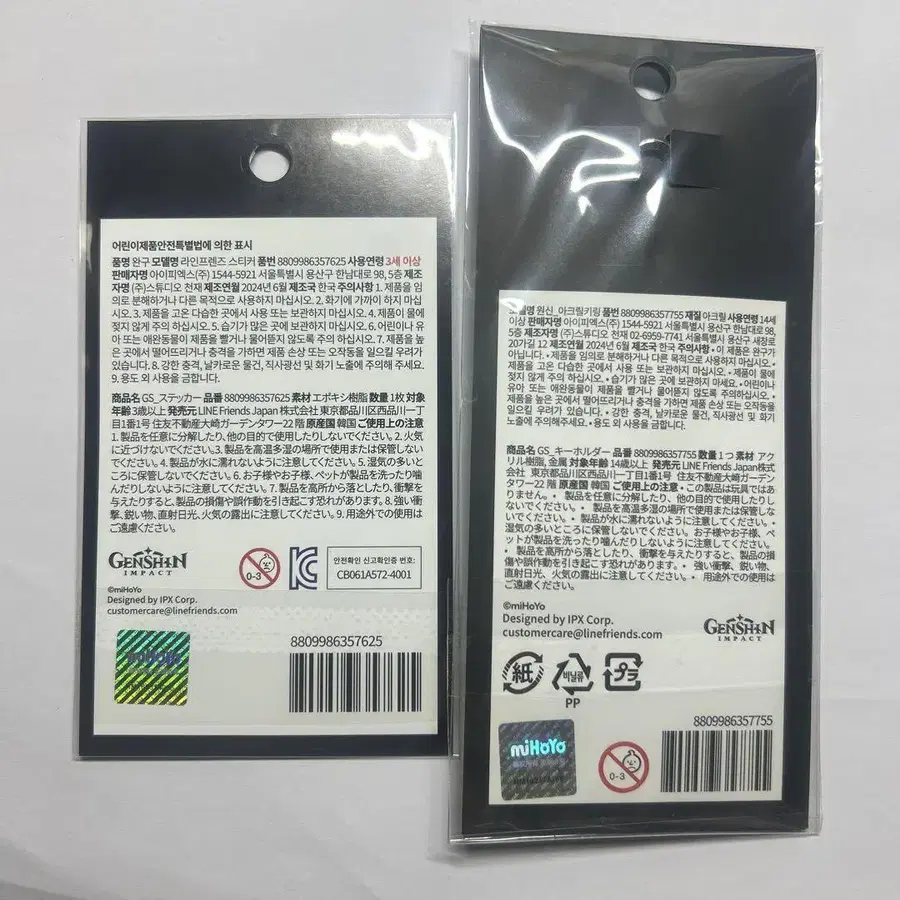 어린이제품안전특별법에 의한 표시
품명 완구 모델명 라인프렌즈 스티커 품번 8809986357625 사용연령 3세 이상
판매자명 아이피엑스(주) 1544-5921 서울특별시 용산구 한남대로 98, 5층 제조
자명 (주)스튜디오 천재 제조연월 2024년 6월 제조국 한국 주의사항 1. 제품을 임
의로 분해하거나 다른 목적으로 사용하지 마십시오. 2. 화기에 가까이 하지 마십
시오. 3. 제품을 고온 다습한 곳에서 사용 또는 보관하지 마십시오. 4. 제품이 물에
젖지 않게 주의 하십시오. 5. 습기가 많은 곳에 보관하지 마십시오. 6. 어린이나 유
아 또는 애완동물이 제품을 빨거나 물어뜯지 않도록 주의 하십시오. 7. 제품을 높
은 곳에서 떨어뜨리거나 충격을 가하면 제품 손상 또는 오작동을 일으킬 우려가
있습니다. 8. 강한 충격, 날카로운 물건, 직사광선 및 화기 노출에 주의해 주세요.
9. 용도 외 사용을 금합니다.
商品名 GS_ステッカー 品番 8809986357625 素材 エポキシ樹脂 数量 1枚 対象
年齢 3歳以上 発売元 LINE Friends Japan 株式会社 東京都品川区西品川一丁
目1番1号 住友不動産大崎ガーデンタワー22 階 原産国 韓国 ご使用上の注意
1. 製品を任意に分解したり、他の目的で使用したりしないでください。2. 火気
に近づけないでください。3. 製品を高温多湿の場所で使用または保管しない
でください。4. 製品が水に濡れないように注意してください。5. 湿気の多いと
ころに保管しないでください。6. お子様やお子様、ペットが製品を洗ったり噛
んだりしないように注意してください。7. 製品を高所から落としたり、衝撃を
与えたりすると、製品の損傷や誤作動を引き起こす恐れがあります。8. 強い衝
撃、鋭い物、直射日光、火気の露出に注意してください。9. 用途外での使用は
ご遠慮ください。
GENSHIN
IMPACT
0-3
안전확인 신고확인증 번호:
CB061A572-4001
©miHoYo
Designed by IPX Corp.
customercare@linefriends.com
miHoYo
8809986357625
모델명 원신_아크릴키링 품번 8809986357755 재질 아크릴 사용연령 14세
이상 판매자명 아이피엑스(주) 1544-5921 서울특별시 용산구 한남대로 98,
5층 제조자명 (주)스튜디오 천재 02-6959-7741 서울특별시 용산구 새창로
20가길 12 제조연월 2024년 6월 제조국 한국 주의사항 • 이 제품은 완구가
아닙니다. • 제품을 임의로 분해하거나 다른 목적으로 사용하지 마십시오. •
제품을 고온 다습한 곳에서 사용 또는 보관하지 마십시오. • 제품이 물에
젖지 않게 주의 하십시오. • 습기가 많은 곳에 보관하지 마세요. • 어린이나
유아 또는 애완동물이 제품을 빨거나 물어뜯지 않도록 주의 하십시오. •
제품을 높은 곳에서 떨어뜨리거나 충격을 가하면 제품 손상 또는 오작동을
일으킬 우려가 있습니다. • 강한 충격, 날카로운 물건, 직사광선 및 화기
노출에 주의해주세요. • 용도 외 사용을 금합니다.
商品名 GS_キーホルダー 品番 8809986357755 数量 1つ 素材 アク
リル樹脂, 金属 対象年齢 14歳以上 発売元 LINE Friends Japan株式会社
東京都品川区西品川一丁目1番1号 住友不動産大崎ガーデン
タワー22 階 原産国 韓国 ご使用上の注意 • この製品は玩具ではあ
りません。• 製品を任意に分解したり、他の目的で使用したりし
ないでください。• 製品を高温多湿の場所で使用または保管しな
いでください。• 製品が水に濡れないように注意してください。•
湿気の多いところに保管しないでください。お子様やお子様、ペ
ットが製品を洗ったり噛んだりしないように注意してください。
• 製品を高所から落としたり、衝撃を与えたりすると、製品の損
傷や誤作動を引き起こす恐れがあります。• 強い衝撃、鋭い物、
直射日光、火気の露出に注意してください。• 用途外での使用は
ご遠慮ください。
©miHoYo
Designed by IPX Corp.
customercare@linefriends.com
GENSHIN
IMPACT
紙
비닐류
PP
プラ
8809986357755
miHoYo
0-3